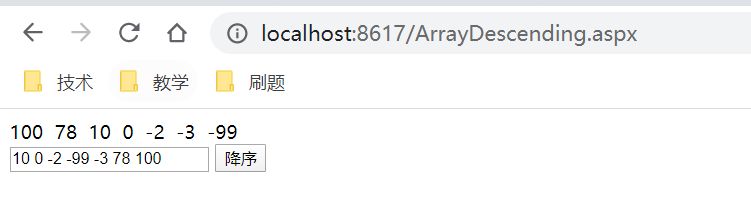 localhost:8617/ArrayDescending.aspx
技术 教学 刷题
100 78 10 0 -2 -3 -99
10 0 -2 -99 -3 78 100 降序